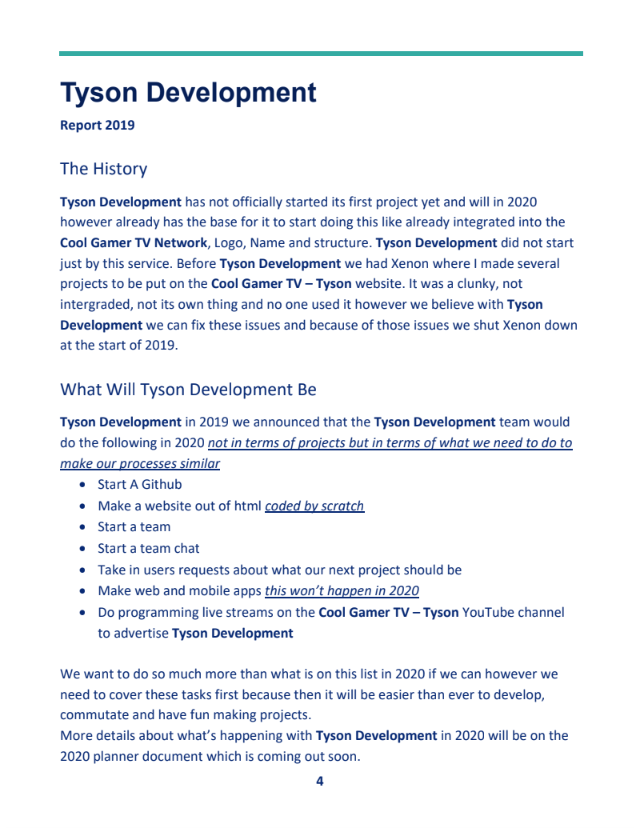 Tyson Development
Report 2019
The History
Tyson Development has not officially started its first project yet and will in 2020
however already has the base for it to start doing this like already integrated into the
Cool Gamer TV Network, Logo, Name and structure. Tyson Development did not start
just by this service. Before Tyson Development we had Xenon where I made several
projects to be put on the Cool Gamer TV – Tyson website. It was a clunky, not
intergraded, not its own thing and no one used it however we believe with Tyson
Development we can fix these issues and because of those issues we shut Xenon down
at the start of 2019.
What Will Tyson Development Be
Tyson Development in 2019 we announced that the Tyson Development team would
do the following in 2020 not in terms of projects but in terms of what we need to do to
make our processes similar
• Start A Github
• Make a website out of html coded by scratch
• Start a team
• Start a team chat
• Take in users requests about what our next project should be
• Make web and mobile apps this won't happen in 2020
• Do programming live streams on the Cool Gamer TV – Tyson YouTube channel
to advertise Tyson Development
We want to do so much more than what is on this list in 2020 if we can however we
need to cover these tasks first because then it will be easier than ever to develop,
commutate and have fun making projects.
More details about what's happening with Tyson Development in 2020 will be on the
2020 planner document which is coming out soon.
4